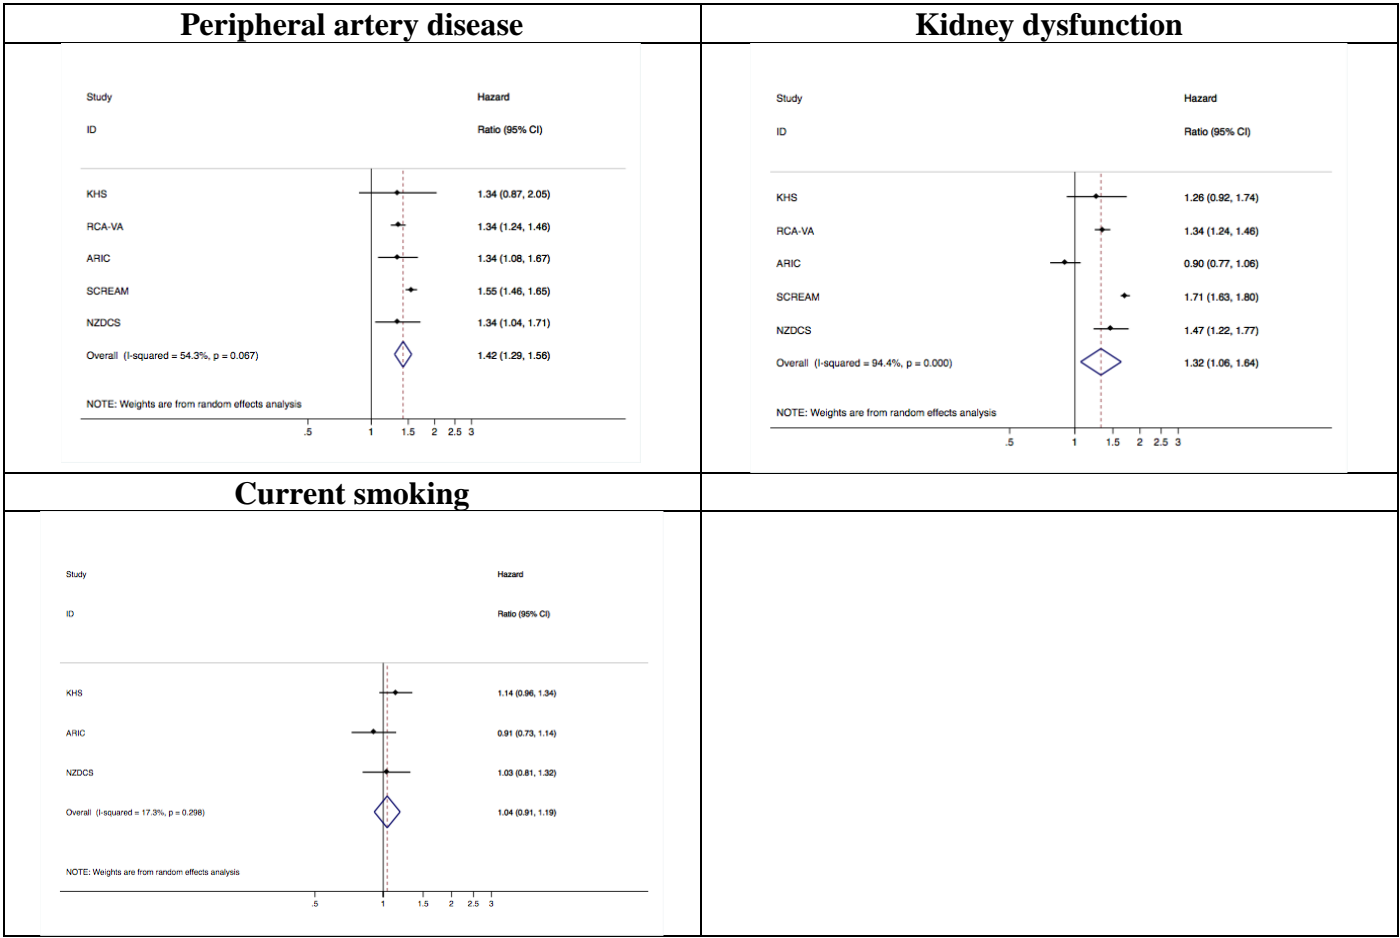 Peripheral artery disease
Study Hazard
ID Ratio (95% CI)
KHS 1.34 (0.87, 2.05)
RCA-VA 1.34 (1.24, 1.46)
ARIC 1.34 (1.08, 1.67)
SCREAM 1.55 (1.46, 1.65)
NZDCS 1.34 (1.04, 1.71)
Overall (I-squared = 54.3%, p = 0.067) 1.42 (1.29, 1.56)
NOTE: Weights are from random effects analysis
.5 1 1.5 2 2.5 3
Kidney dysfunction
Study Hazard
ID Ratio (95% CI)
KHS 1.26 (0.92, 1.74)
RCA-VA 1.34 (1.24, 1.46)
ARIC 0.90 (0.77, 1.06)
SCREAM 1.71 (1.63, 1.80)
NZDCS 1.47 (1.22, 1.77)
Overall (I-squared = 94.4%, p = 0.000) 1.32 (1.06, 1.64)
NOTE: Weights are from random effects analysis
.5 1 1.5 2 2.5 3
Current smoking
Study Hazard
ID Ratio (95% CI)
KHS 1.14 (0.96, 1.34)
ARIC 0.91 (0.73, 1.14)
NZDCS 1.03 (0.81, 1.32)
Overall (I-squared = 17.3%, p = 0.298) 1.04 (0.91, 1.19)
NOTE: Weights are from random effects analysis
.5 1 1.5 2 2.5 3